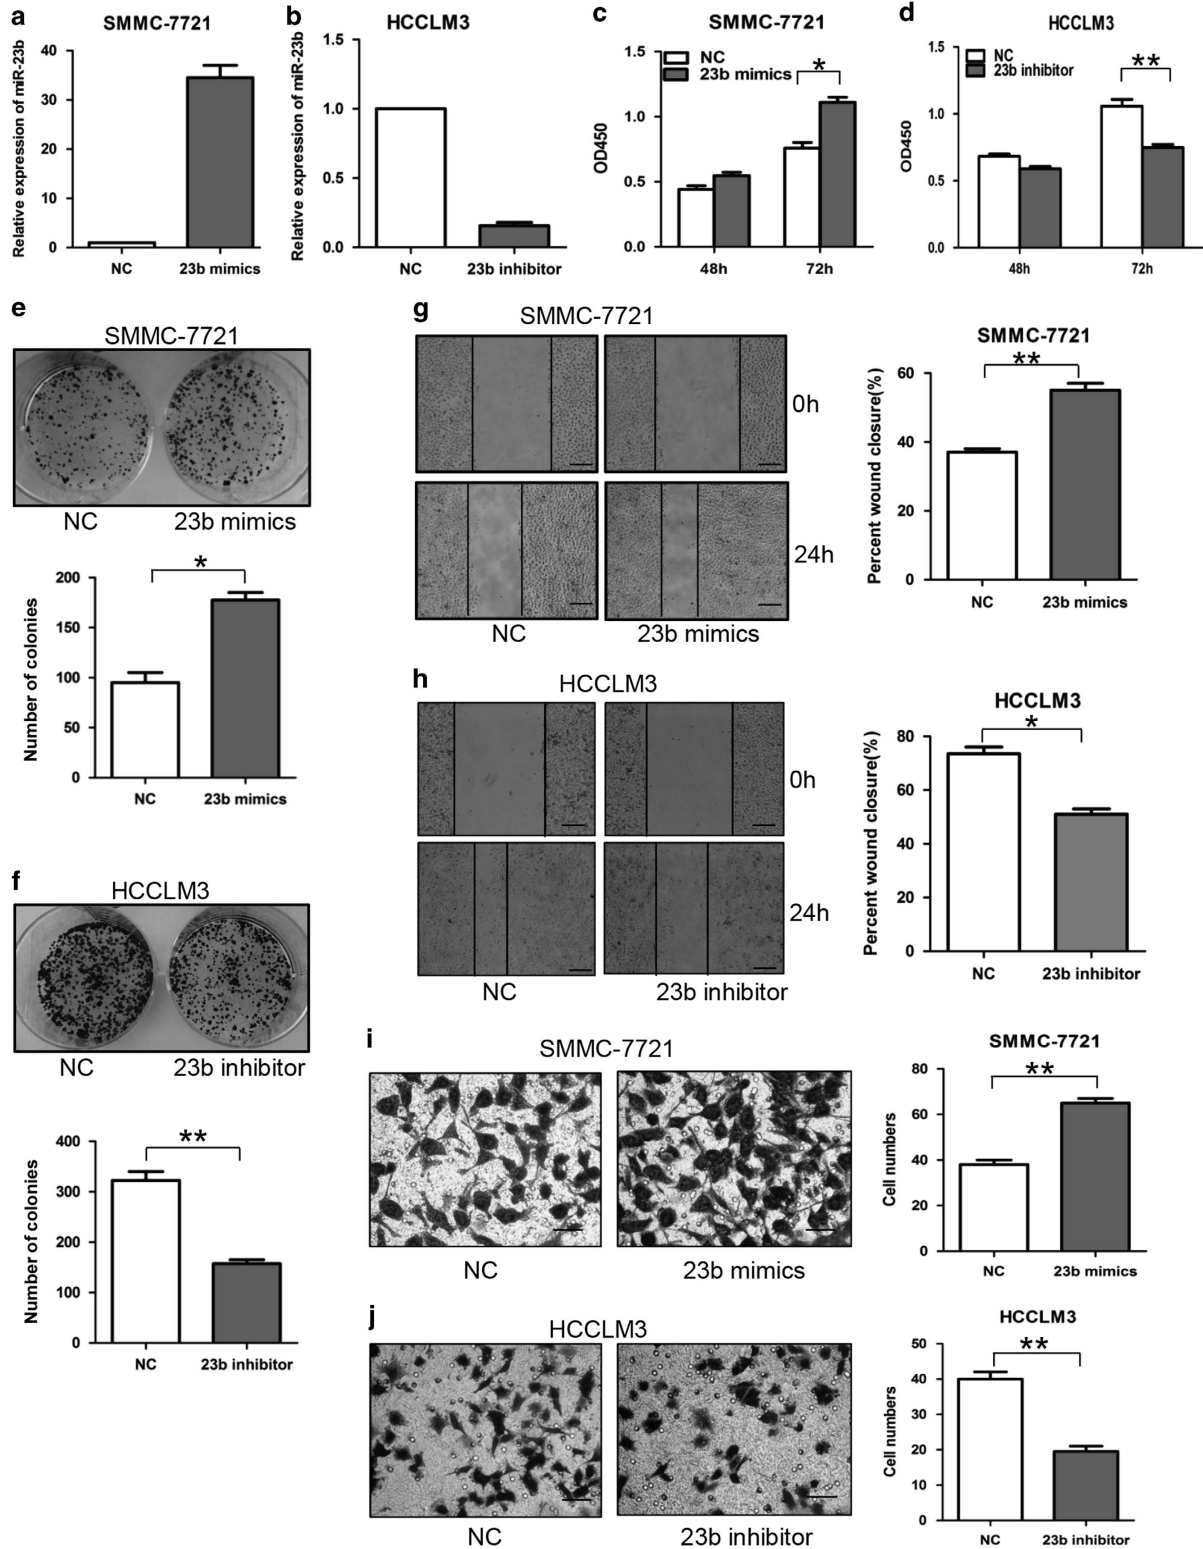 a
SMMC-7721
Relative expression of miR-23b
40
30
20
10
0
NC 23b mimics
b
HCCLM3
Relative expression of miR-23b
1.5
1.0
0.5
0.0
NC 23b inhibitor
c
SMMC-7721
OD450
1.5
1.0
0.5
0.0
NC
23b mimics
*
48h 72h
d
HCCLM3
OD450
1.5
1.0
0.5
0.0
NC
23b inhibitor
**
48h 72h
e
SMMC-7721
NC 23b mimics
Number of colonies
200
150
100
50
0
*
NC 23b mimics
f
HCCLM3
NC 23b inhibitor
Number of colonies
400
300
200
100
0
**
NC 23b inhibitor
g
SMMC-7721
0h
24h
NC 23b mimics
SMMC-7721
Percent wound closure(%)
60
40
20
0
**
NC 23b mimics
h
HCCLM3
0h
24h
NC 23b inhibitor
HCCLM3
Percent wound closure(%)
80
60
40
20
0
*
NC 23b inhibitor
i
SMMC-7721
NC 23b mimics
SMMC-7721
Cell numbers
80
60
40
20
0
**
NC 23b mimics
j
HCCLM3
NC 23b inhibitor
HCCLM3
Cell numbers
50
40
30
20
10
0
**
NC 23b inhibitor